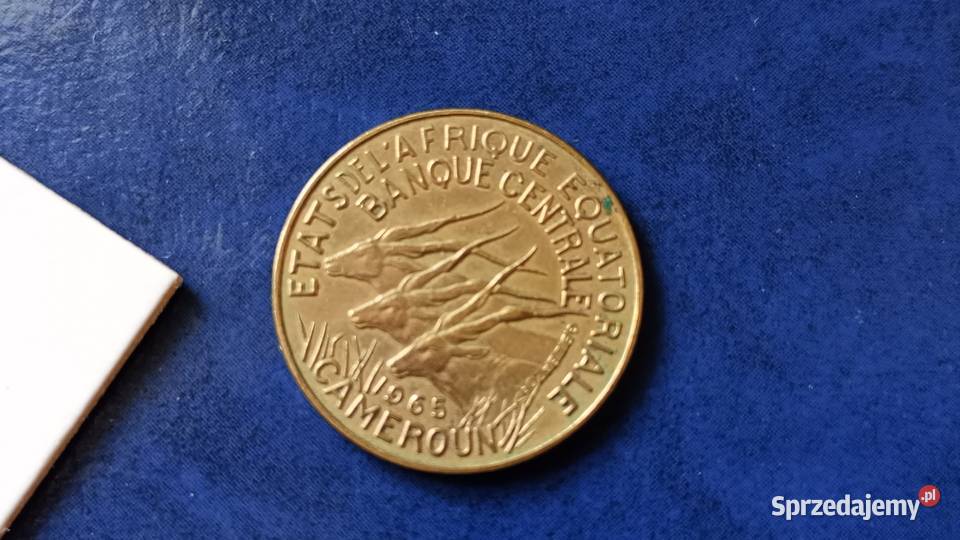 ETATS DE L'AFRIQUE EQUATORIALE
BANQUE CENTRALE
1965
CAMEROUN
Sprzedajemy.pl